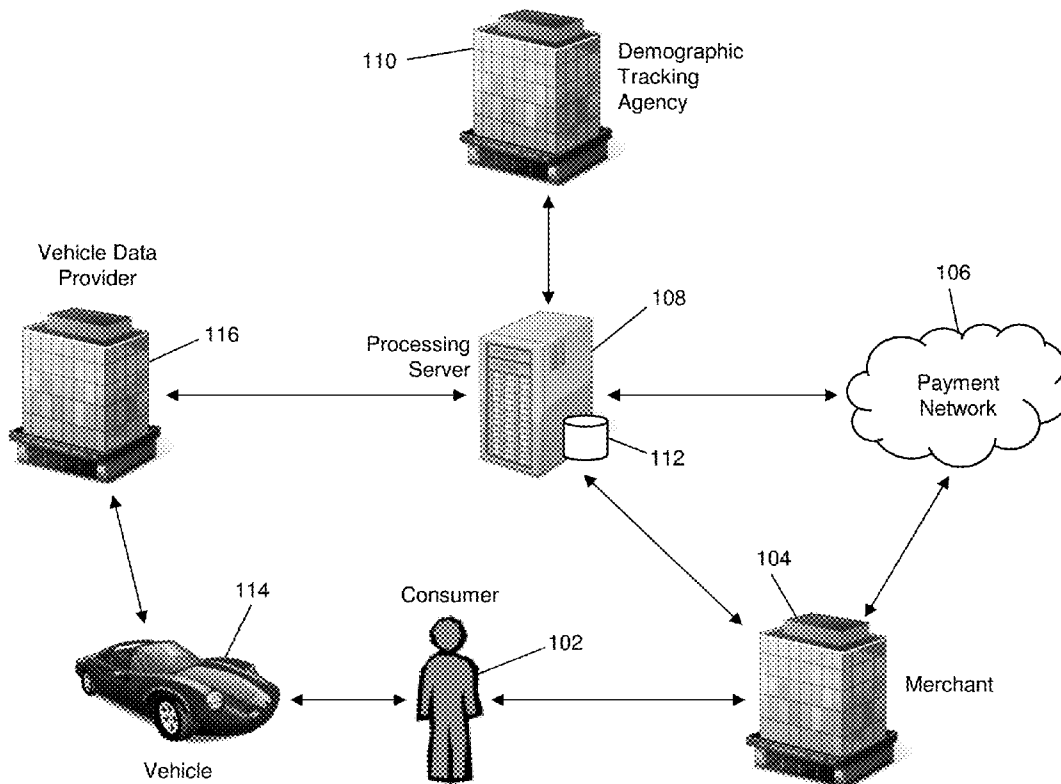 110
Demographic
Tracking
Agency
Vehicle Data
Provider
116
Processing
Server
108
106
Payment
Network
112
104
Merchant
Consumer
102
114
Vehicle